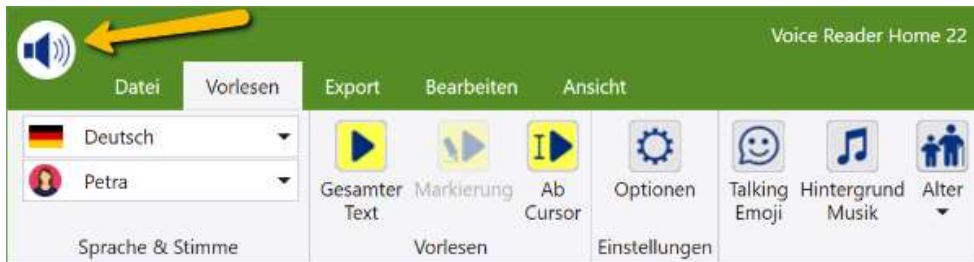 Voice Reader Home 22
Datei Vorlesen Export Bearbeiten Ansicht
Deutsch
Petra
Sprache & Stimme
Gesamter
Text
Markierung
Ab
Cursor
Vorlesen
Optionen
Einstellungen
Talking
Emoji
Hintergrund
Musik
Alter